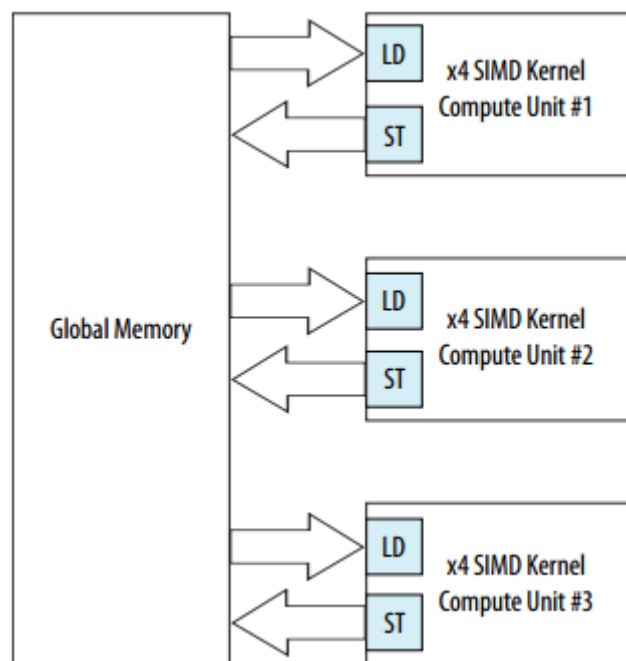 LD
x4 SIMD Kernel
Compute Unit #1
ST
Global Memory
LD
x4 SIMD Kernel
Compute Unit #2
ST
LD
x4 SIMD Kernel
Compute Unit #3
ST